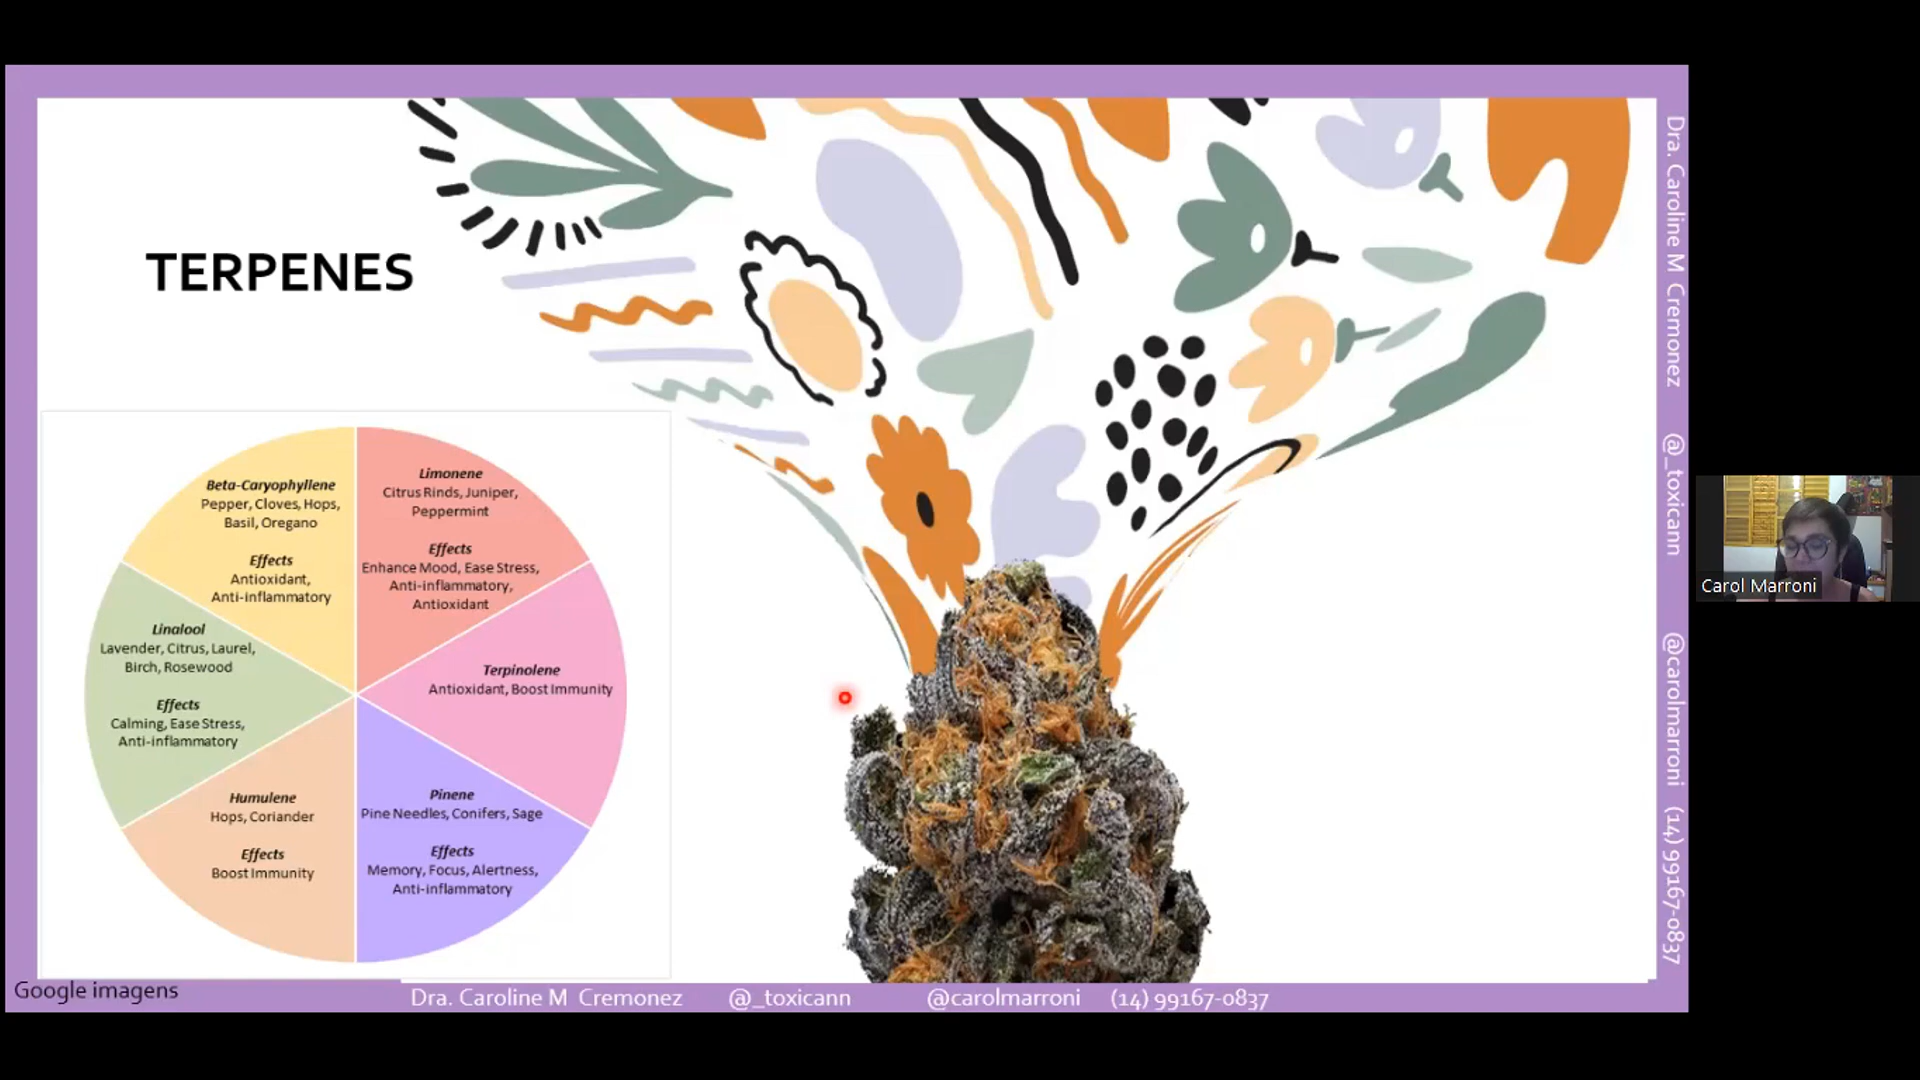 TERPENES
Beta-Caryophyllene
Pepper, Cloves, Hops,
Basil, Oregano
Effects
Antioxidant,
Anti-inflammatory
Limonene
Citrus Rinds, Juniper,
Peppermint
Effects
Enhance Mood, Ease Stress,
Anti-inflammatory,
Antioxidant
Linalool
Lavender, Citrus, Laurel,
Birch, Rosewood
Effects
Calming, Ease Stress,
Anti-inflammatory
Terpinolene
Antioxidant, Boost Immunity
Humulene
Hops, Coriander
Effects
Boost Immunity
Pinene
Pine Needles, Conifers, Sage
Effects
Memory, Focus, Alertness,
Anti-inflammatory
Google imagens
Dra. Caroline M Cremonez @_toxicann @carolmarroni (14) 99167-0837
Dra. Caroline M Cremonez @_toxicann @carolmarroni (14) 99167-0837
Carol Marroni